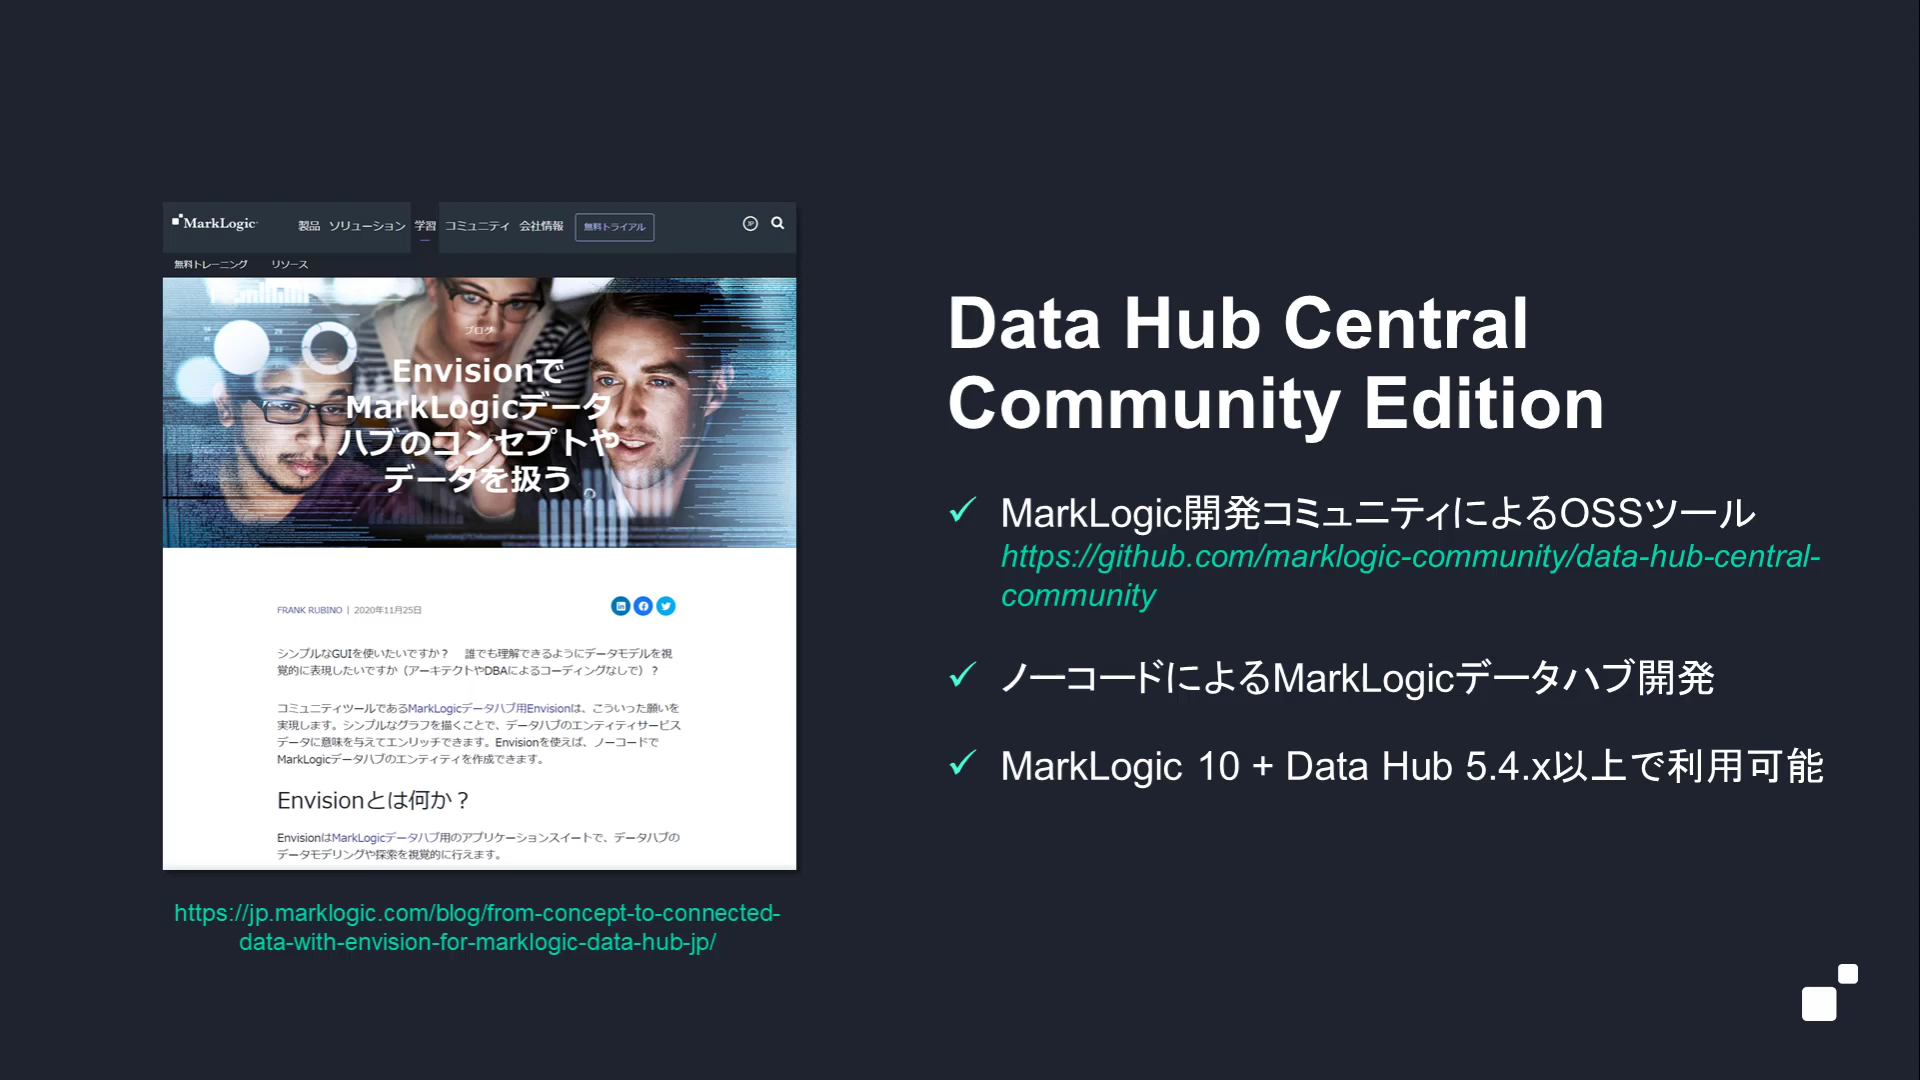 MarkLogic
製品 ソリューション 学習 コミュニティ 会社情報 無料トライアル
JP
無料トレーニング リソース
ブログ
Envisionで
MarkLogicデータ
ハブのコンセプトや
データを扱う
FRANK RUBINO | 2020年11月25日
シンプルなGUIを使いたいですか？ 誰でも理解できるようにデータモデルを視
覚的に表現したいですか（アーキテクトやDBAによるコーディングなしで）？
コミュニティツールであるMarkLogicデータハブ用Envisionは、こういった願いを
実現します。シンプルなグラフを描くことで、データハブのエンティティサービス
データに意味を与えてエンリッチできます。Envisionを使えば、ノーコードで
MarkLogicデータハブのエンティティを作成できます。
Envisionとは何か？
EnvisionはMarkLogicデータハブ用のアプリケーションスイートで、データハブの
データモデリングや探索を視覚的に行えます。
https://jp.marklogic.com/blog/from-concept-to-connected-
data-with-envision-for-marklogic-data-hub-jp/
Data Hub Central
Community Edition
MarkLogic開発コミュニティによるOSSツール
https://github.com/marklogic-community/data-hub-central-
community
ノーコードによるMarkLogicデータハブ開発
MarkLogic 10 + Data Hub 5.4.x以上で利用可能